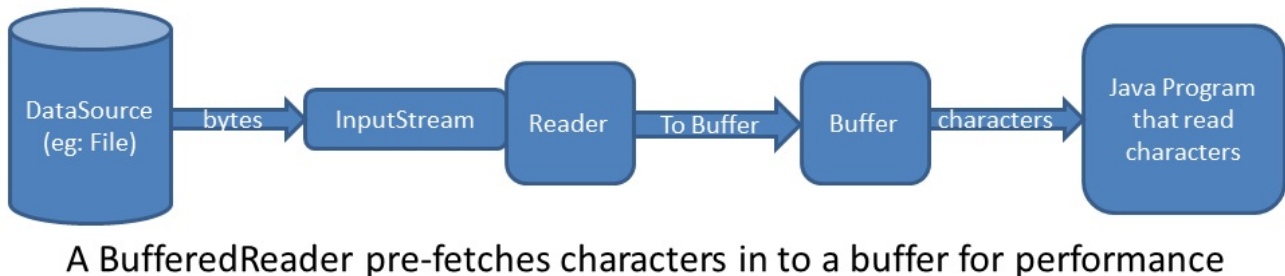 DataSource
(eg: File)
bytes
InputStream
Reader
To Buffer
Buffer
characters
Java Program
that read
characters
A BufferedReader pre-fetches characters in to a buffer for performance